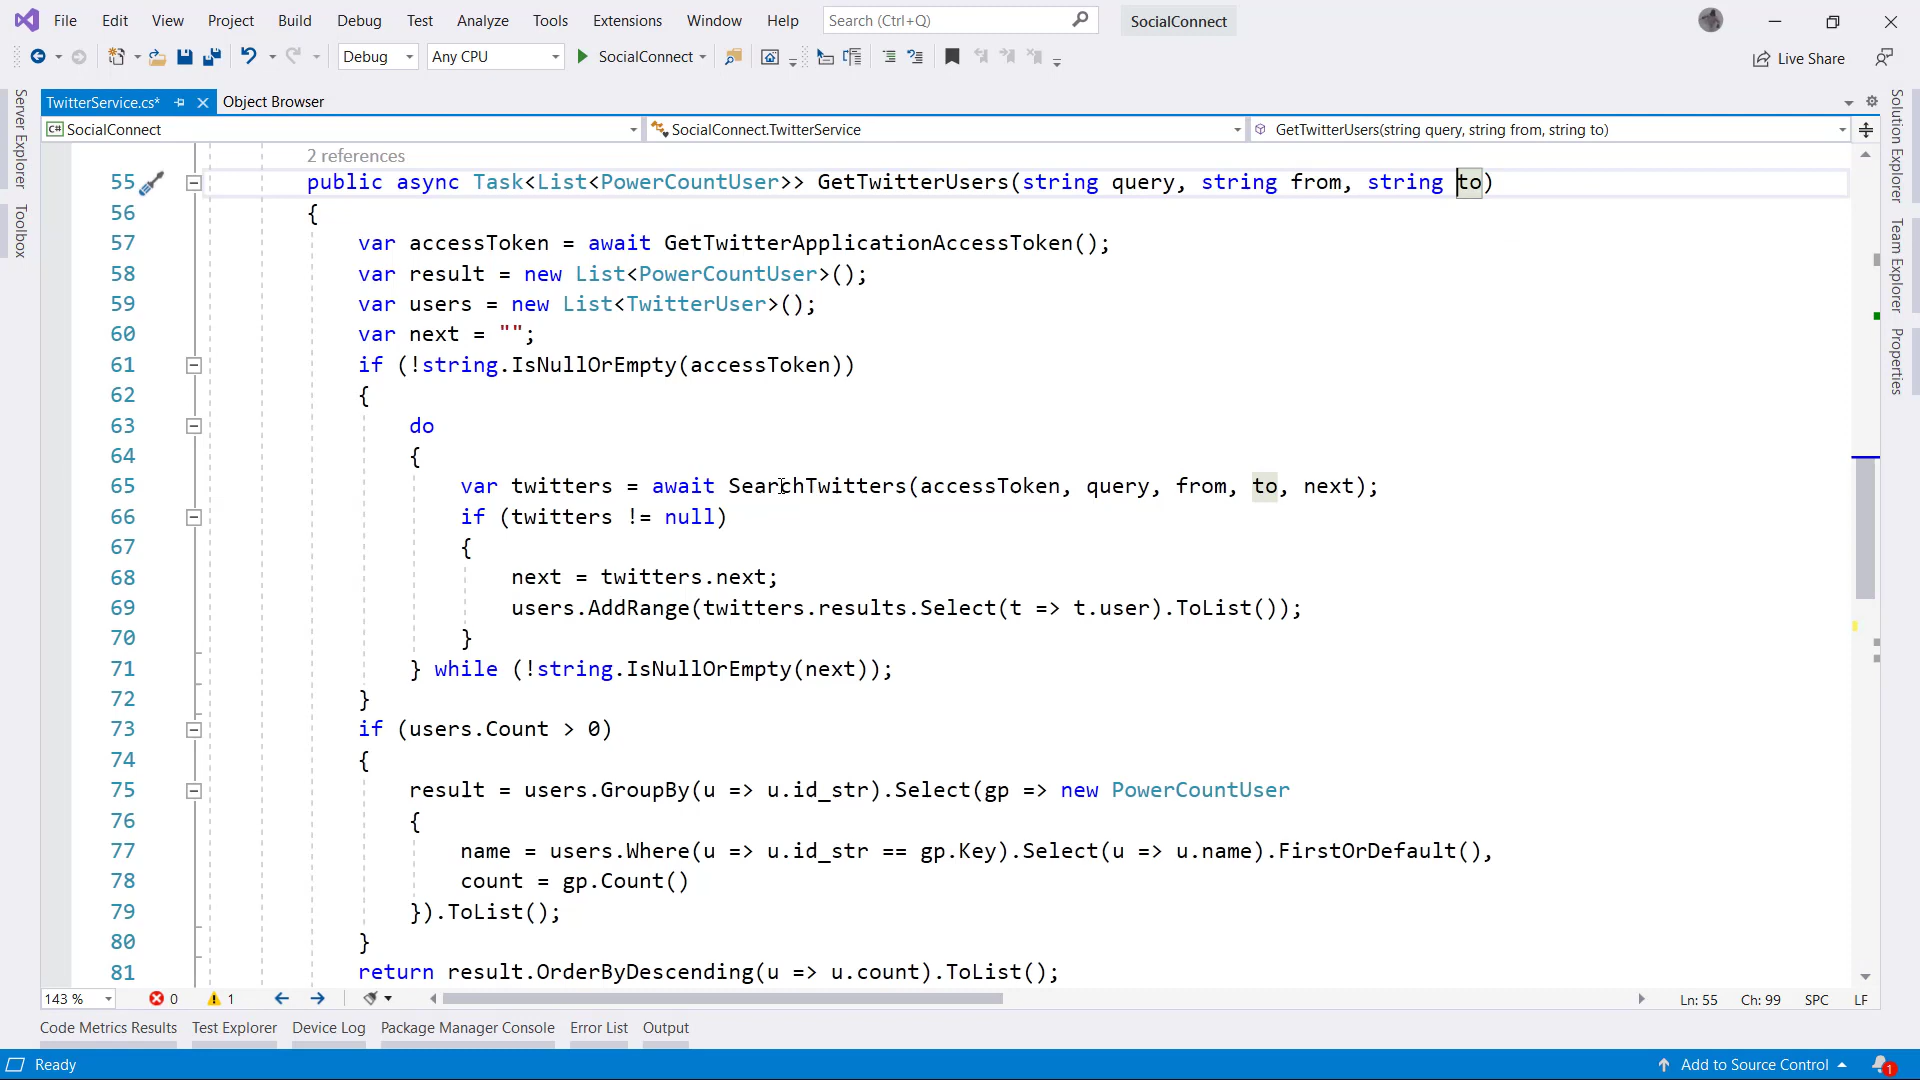 File Edit View Project Build Debug Test Analyze Tools Extensions Window Help Search (Ctrl+Q) SocialConnect
Debug Any CPU SocialConnect Live Share
TwitterService.cs* Object Browser
C# SocialConnect SocialConnect.TwitterService GetTwitterUsers(string query, string from, string to)
Server Explorer
Toolbox
Solution Explorer
Team Explorer
Properties
2 references
55 public async Task<List<PowerCountUser>> GetTwitterUsers(string query, string from, string to)
56 {
57 var accessToken = await GetTwitterApplicationAccessToken();
58 var result = new List<PowerCountUser>();
59 var users = new List<TwitterUser>();
60 var next = "";
61 if (!string.IsNullOrEmpty(accessToken))
62 {
63 do
64 {
65 var twitters = await SearchTwitters(accessToken, query, from, to, next);
66 if (twitters != null)
67 {
68 next = twitters.next;
69 users.AddRange(twitters.results.Select(t => t.user).ToList());
70 }
71 } while (!string.IsNullOrEmpty(next));
72 }
73 if (users.Count > 0)
74 {
75 result = users.GroupBy(u => u.id_str).Select(gp => new PowerCountUser
76 {
77 name = users.Where(u => u.id_str == gp.Key).Select(u => u.name).FirstOrDefault(),
78 count = gp.Count()
79 }).ToList();
80 }
81 return result.OrderByDescending(u => u.count).ToList();
143 % 0 1 Ln: 55 Ch: 99 SPC LF
Code Metrics Results Test Explorer Device Log Package Manager Console Error List Output
Ready Add to Source Control 1